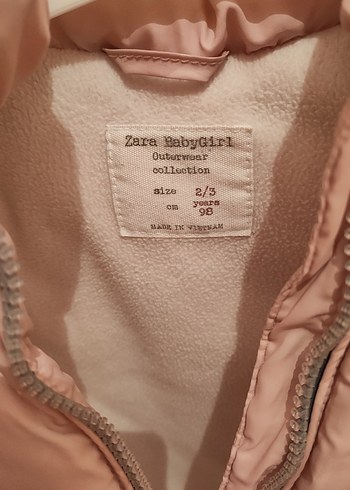 Zara BabyGirl
Outerwear
collection
size 2/3
years
cm 98
MADE IN VIETNAM